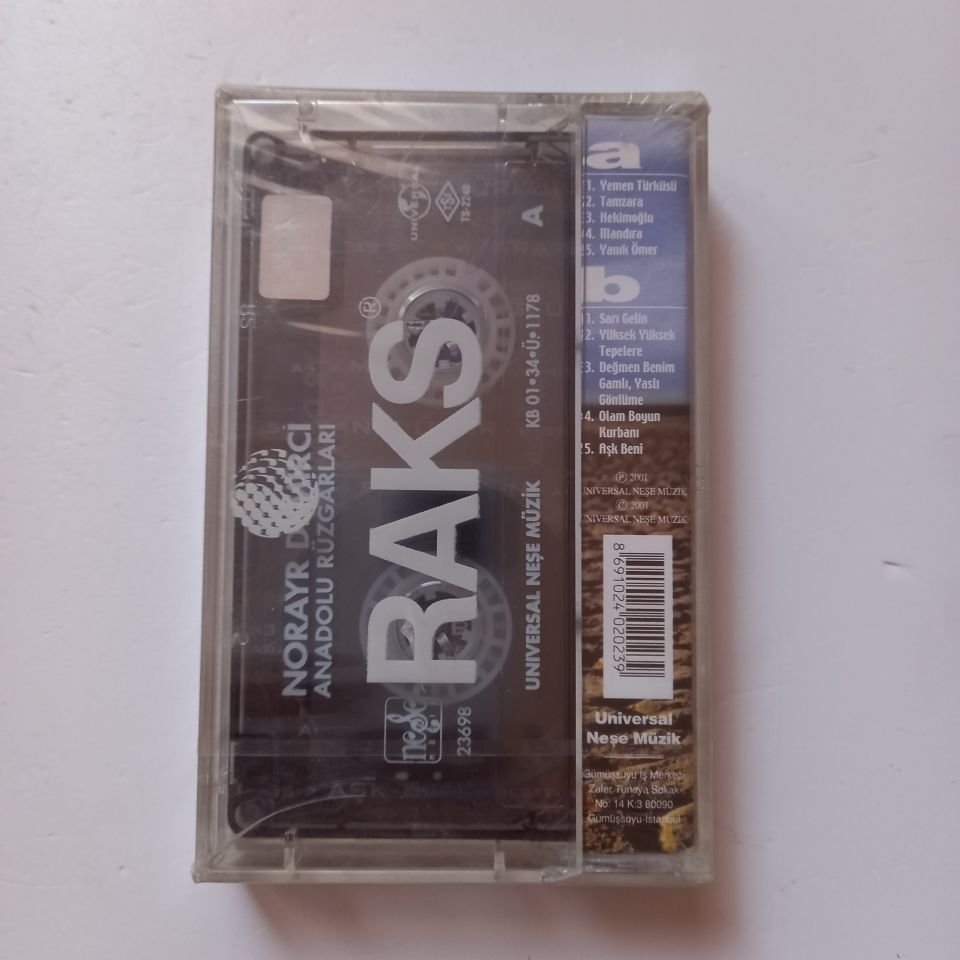 a
1. Yemen Türküsü
2. Tamzara
3. Hekimoğlu
4. Mandıra
5. Yanık Ömer
b
1. Sarı Gelin
2. Yüksek Yüksek
Tepelere
3. Değmen Benim
Gamlı, Yaslı
Gönlüme
4. Olam Boyun
Kurbanı
5. Aşk Beni
℗ 2001
UNIVERSAL NEŞE MÜZİK
© 2001
UNIVERSAL NEŞE MÜZİK
8691024020239
Universal
Neşe Müzik
Gümüşsuyu İş Merkezi
Zafer Tunaya Sokak
No: 14 K:3 80090
Gümüşsuyu-İstanbul
NORAYR
ANADOLU RÜZGARLARI
RAKS®
UNIVERSAL NEŞE MÜZİK KB 01•34•Ü•1178 A
neşe
23698
UNIVERSAL
TSE
TS-2240